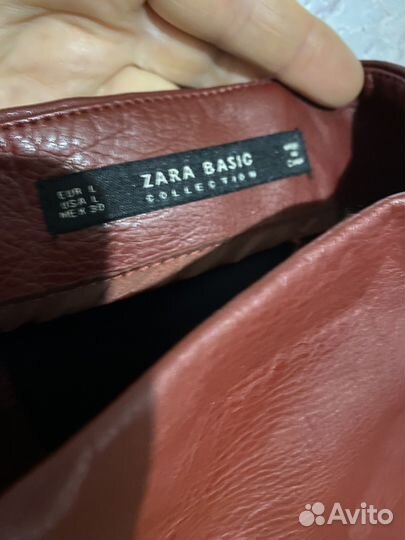 EUR L
USA L
MEX 30
ZARA BASIC
COLLECTION
Avito